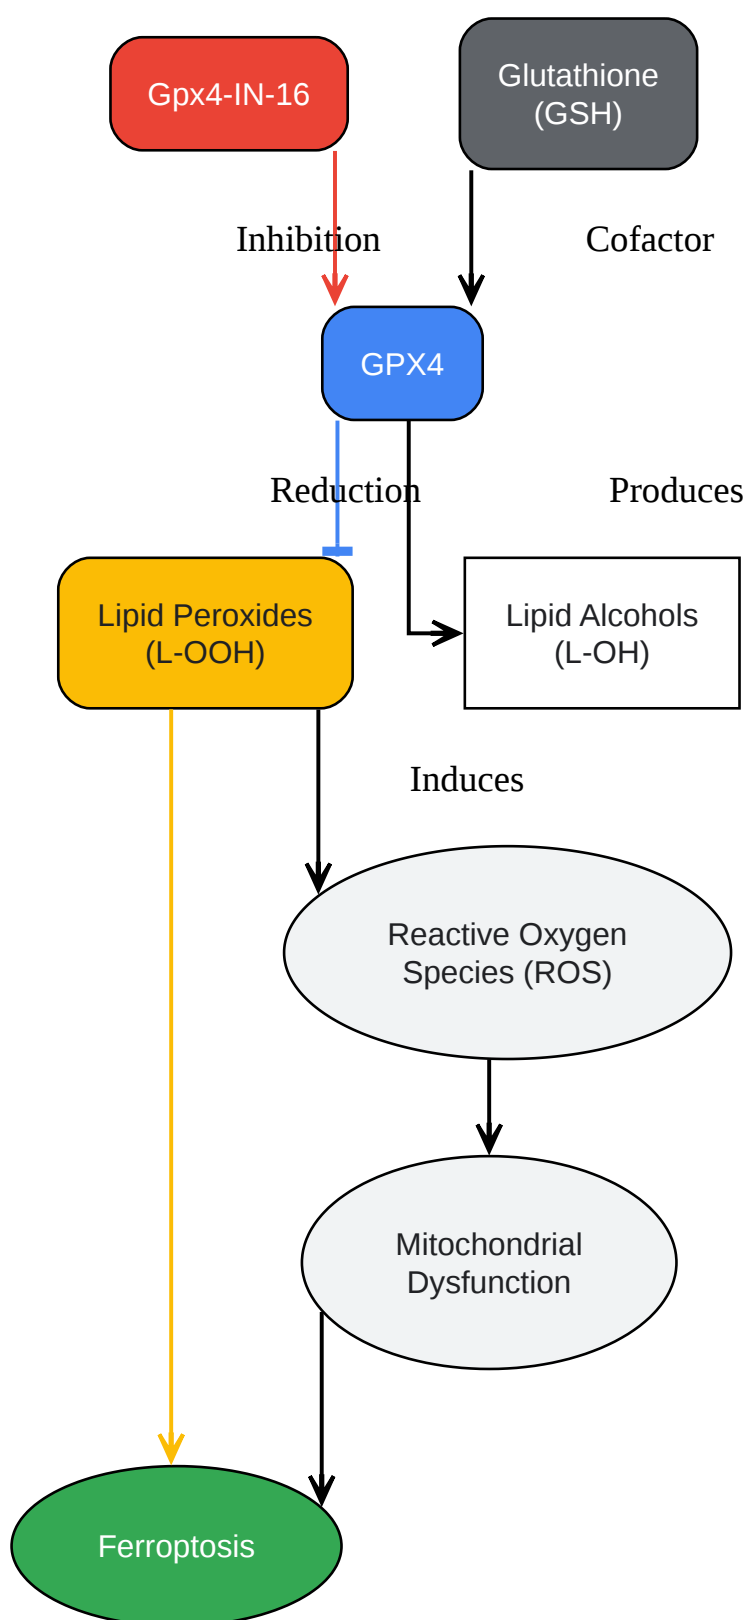 Gpx4-IN-16
Glutathione
(GSH)
Inhibition
Cofactor
GPX4
Reduction
Produces
Lipid Peroxides
(L-OOH)
Lipid Alcohols
(L-OH)
Induces
Reactive Oxygen
Species (ROS)
Mitochondrial
Dysfunction
Ferroptosis